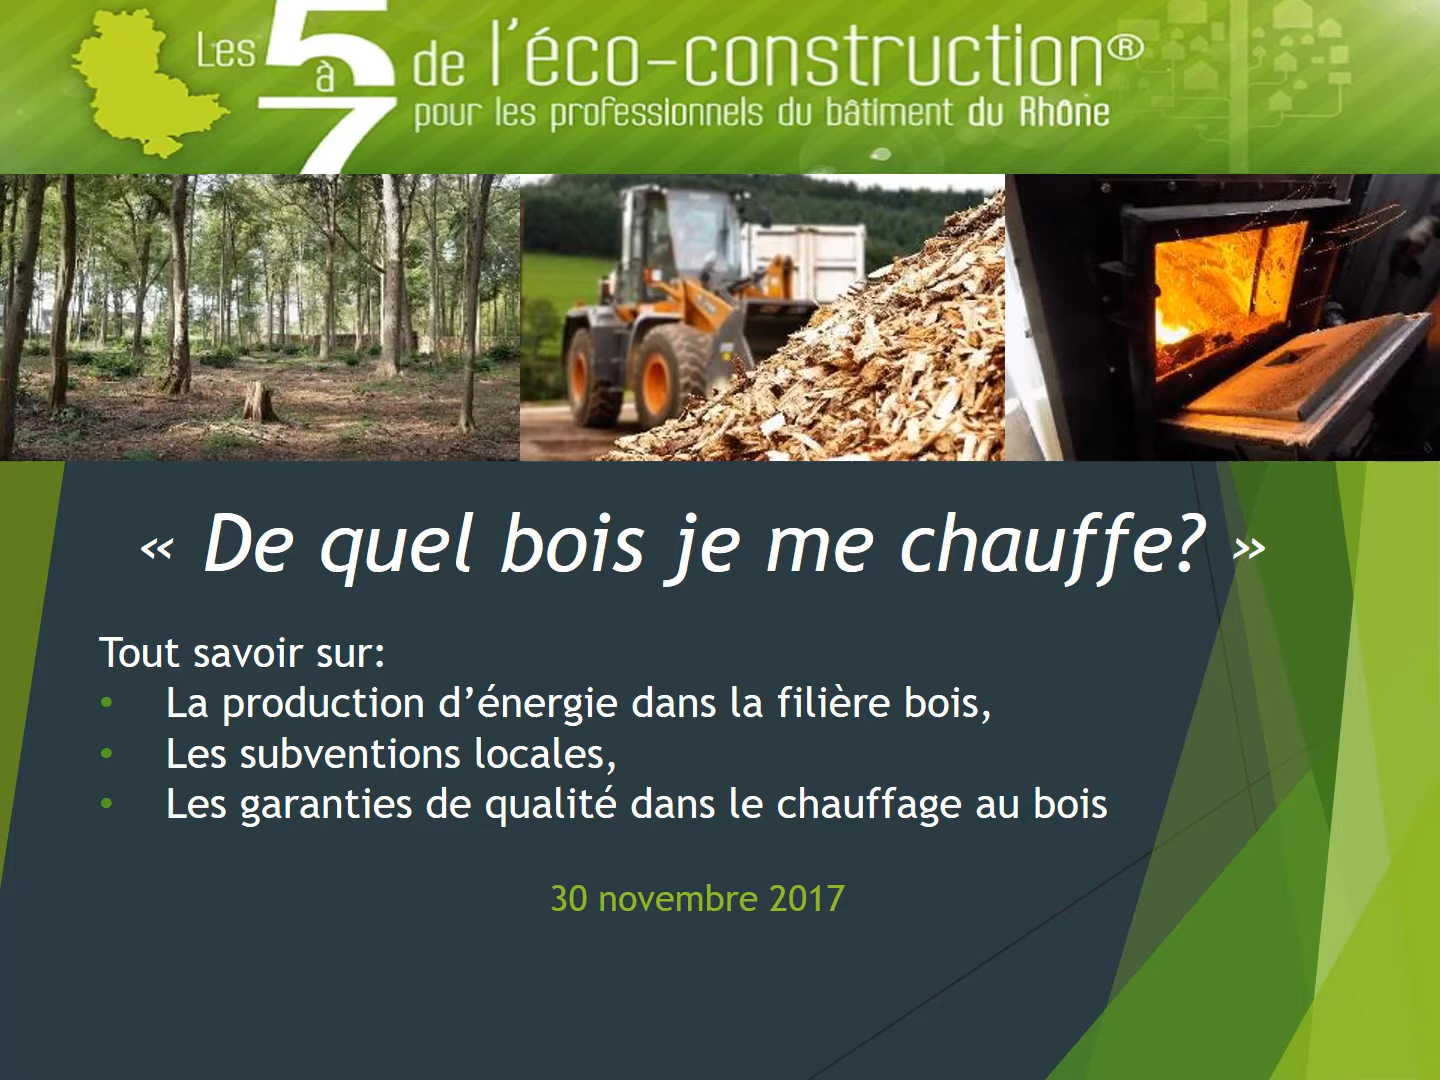 Les 5 à 7 de l'éco-construction®
pour les professionnels du bâtiment du Rhône
« De quel bois je me chauffe? »
Tout savoir sur:
• La production d’énergie dans la filière bois,
• Les subventions locales,
• Les garanties de qualité dans le chauffage au bois
30 novembre 2017